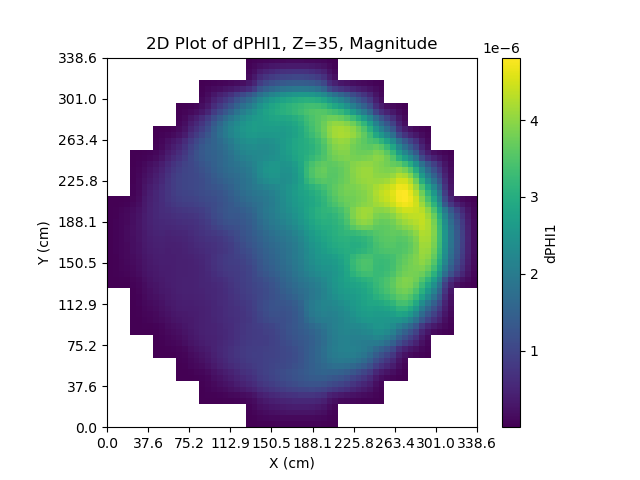 2D Plot of dPHI1, Z=35, Magnitude
1e−6
338.6
301.0
263.4
225.8
188.1
150.5
112.9
75.2
37.6
0.0
Y (cm)
0.0 37.6 75.2 112.9 150.5 188.1 225.8 263.4 301.0 338.6
X (cm)
4
3
2
1
dPHI1